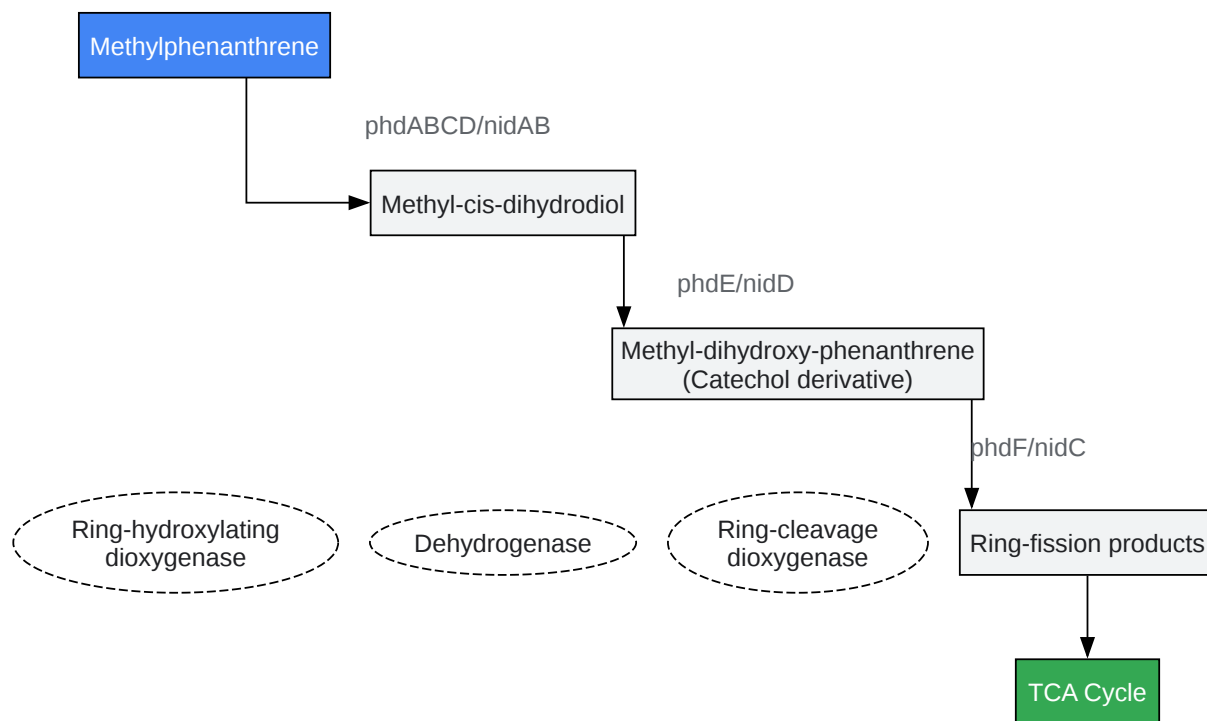 Methylphenanthrene
phdABCD/nidAB
Methyl-cis-dihydrodiol
phdE/nidD
Methyl-dihydroxy-phenanthrene
(Catechol derivative)
phdF/nidC
Ring-hydroxylating
dioxygenase
Dehydrogenase
Ring-cleavage
dioxygenase
Ring-fission products
TCA Cycle